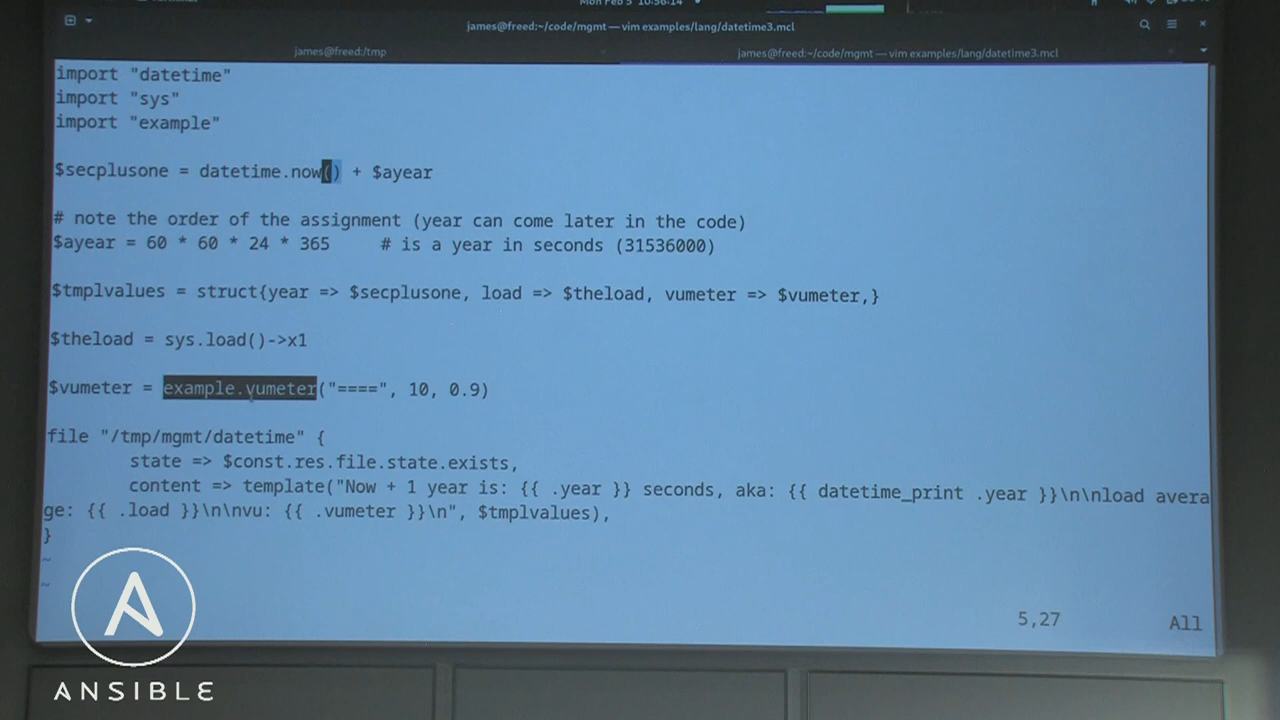 james@freed:~/code/mgmt — vim examples/lang/datetime3.mcl
james@freed:/tmp
james@freed:~/code/mgmt — vim examples/lang/datetime3.mcl
import "datetime"
import "sys"
import "example"
$secplusone = datetime.now() + $ayear
# note the order of the assignment (year can come later in the code)
$ayear = 60 * 60 * 24 * 365 # is a year in seconds (31536000)
$tmplvalues = struct{year => $secplusone, load => $theload, vumeter => $vumeter,}
$theload = sys.load()->x1
$vumeter = example.vumeter("====", 10, 0.9)
file "/tmp/mgmt/datetime" {
state => $const.res.file.state.exists,
content => template("Now + 1 year is: {{ .year }} seconds, aka: {{ datetime_print .year }}\n\nload avera
ge: {{ .load }}\n\nvu: {{ .vumeter }}\n", $tmplvalues),
}
~
~
5,27 All
ANSIBLE